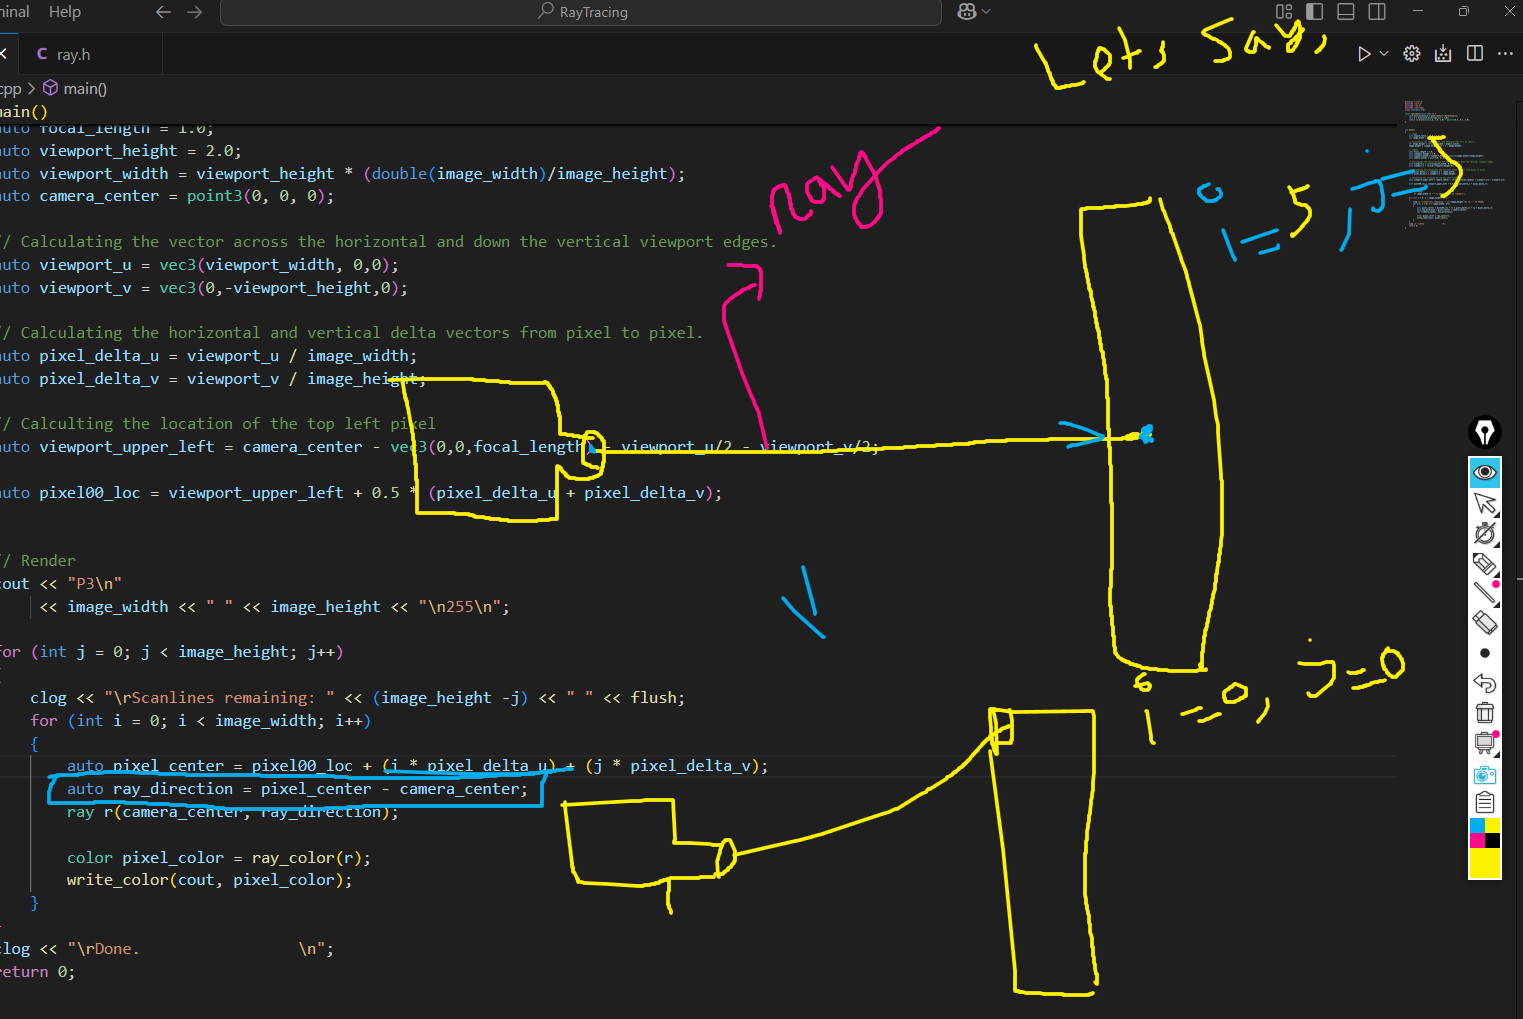 minal Help RayTracing
ray.h
cpp > main()
main()
auto focal_length = 1.0;
auto viewport_height = 2.0;
auto viewport_width = viewport_height * (double(image_width)/image_height);
auto camera_center = point3(0, 0, 0);
// Calculating the vector across the horizontal and down the vertical viewport edges.
auto viewport_u = vec3(viewport_width, 0,0);
auto viewport_v = vec3(0,-viewport_height,0);
// Calculating the horizontal and vertical delta vectors from pixel to pixel.
auto pixel_delta_u = viewport_u / image_width;
auto pixel_delta_v = viewport_v / image_height;
// Calculting the location of the top left pixel
auto viewport_upper_left = camera_center - vec3(0,0,focal_length) - viewport_u/2 - viewport_v/2;
auto pixel00_loc = viewport_upper_left + 0.5 * (pixel_delta_u + pixel_delta_v);
// Render
cout << "P3\n"
<< image_width << " " << image_height << "\n255\n";
for (int j = 0; j < image_height; j++)
{
clog << "\rScanlines remaining: " << (image_height -j) << " " << flush;
for (int i = 0; i < image_width; i++)
{
auto pixel_center = pixel00_loc + (i * pixel_delta_u) + (j * pixel_delta_v);
auto ray_direction = pixel_center - camera_center;
ray r(camera_center, ray_direction);
color pixel_color = ray_color(r);
write_color(cout, pixel_color);
}
clog << "\rDone.                 \n";
return 0;
Lets Say,
ray
i=5, j=5
i=0, j=0